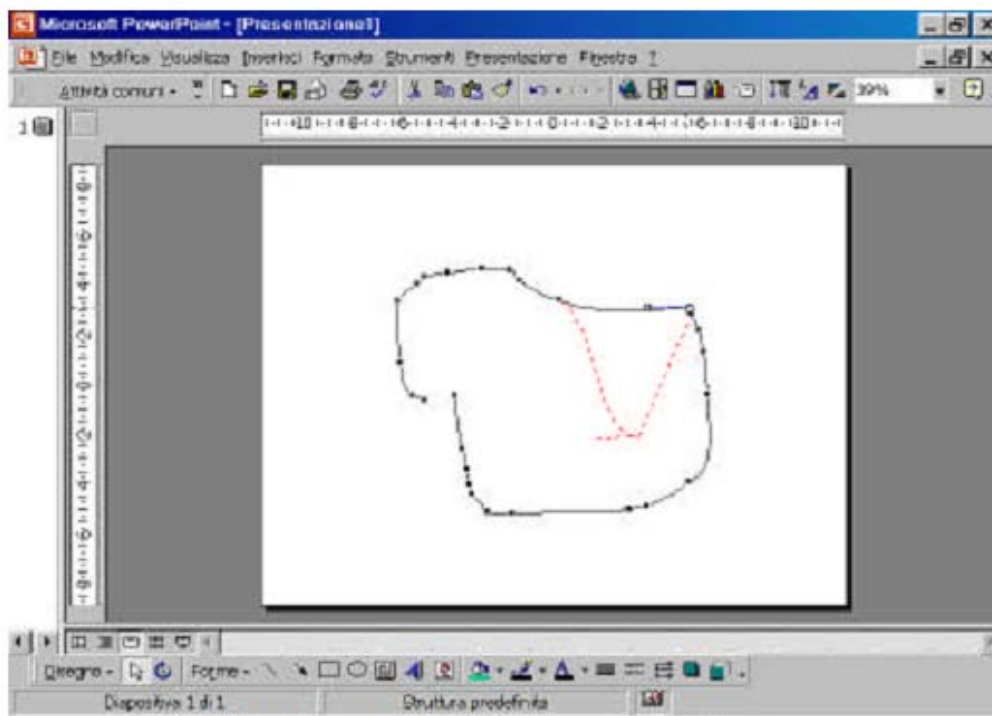 Microsoft PowerPoint - [Presentazione1]
File Modifica Visualizza Inserisci Formato Strumenti Presentazione Finestra ?
Attività comuni 39%
1
Disegno Forme
Diapositiva 1 di 1 Struttura predefinita